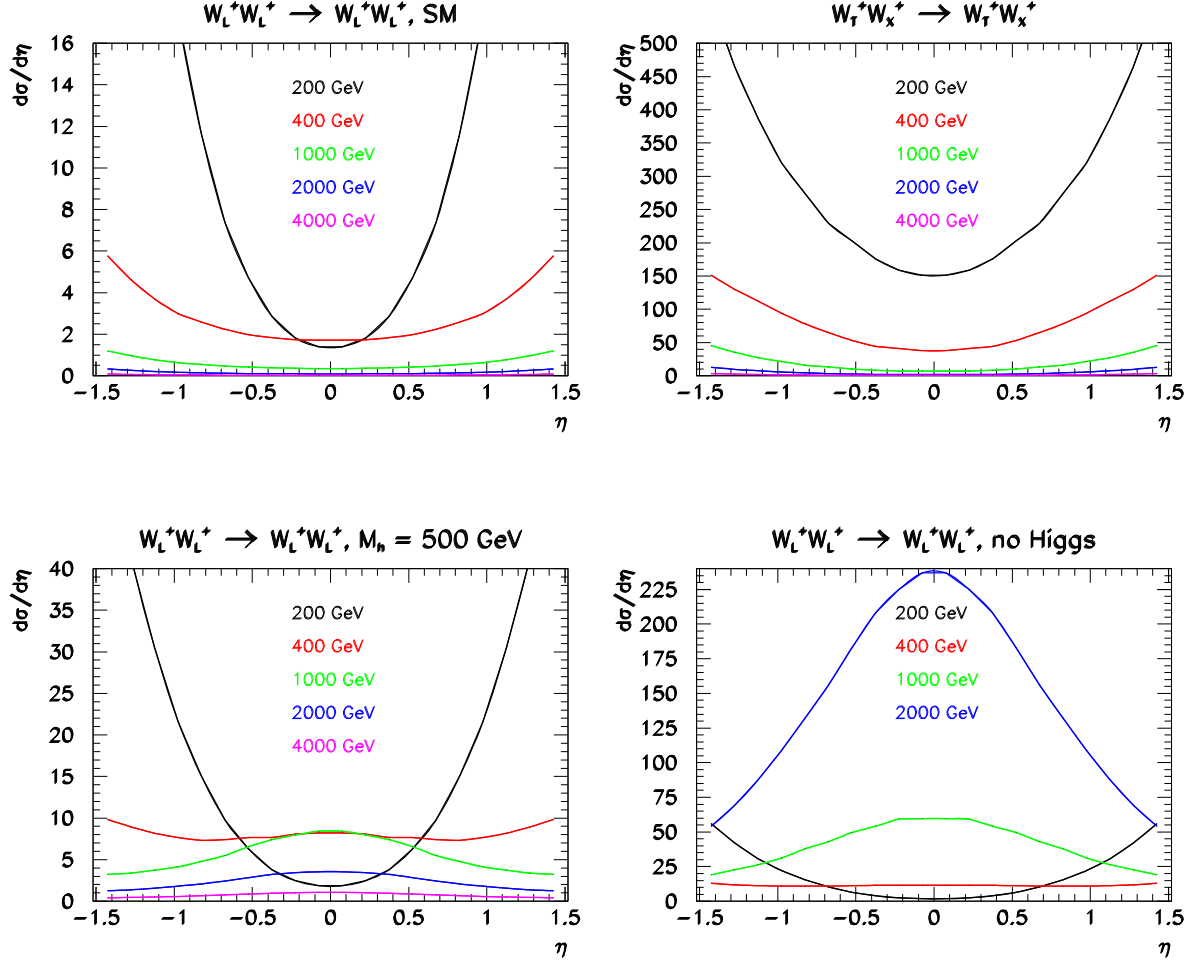 W_L^+W_L^+ → W_L^+W_L^+, SM
dσ/dη
16
14
12
10
8
6
4
2
0
200 GeV
400 GeV
1000 GeV
2000 GeV
4000 GeV
−1.5 −1 −0.5 0 0.5 1 1.5
η
W_T^+W_X^+ → W_T^+W_X^+
dσ/dη
500
450
400
350
300
250
200
150
100
50
0
200 GeV
400 GeV
1000 GeV
2000 GeV
4000 GeV
−1.5 −1 −0.5 0 0.5 1 1.5
η
W_L^+W_L^+ → W_L^+W_L^+, M_h = 500 GeV
dσ/dη
40
35
30
25
20
15
10
5
0
200 GeV
400 GeV
1000 GeV
2000 GeV
4000 GeV
−1.5 −1 −0.5 0 0.5 1 1.5
η
W_L^+W_L^+ → W_L^+W_L^+, no Higgs
dσ/dη
225
200
175
150
125
100
75
50
25
0
200 GeV
400 GeV
1000 GeV
2000 GeV
−1.5 −1 −0.5 0 0.5 1 1.5
η